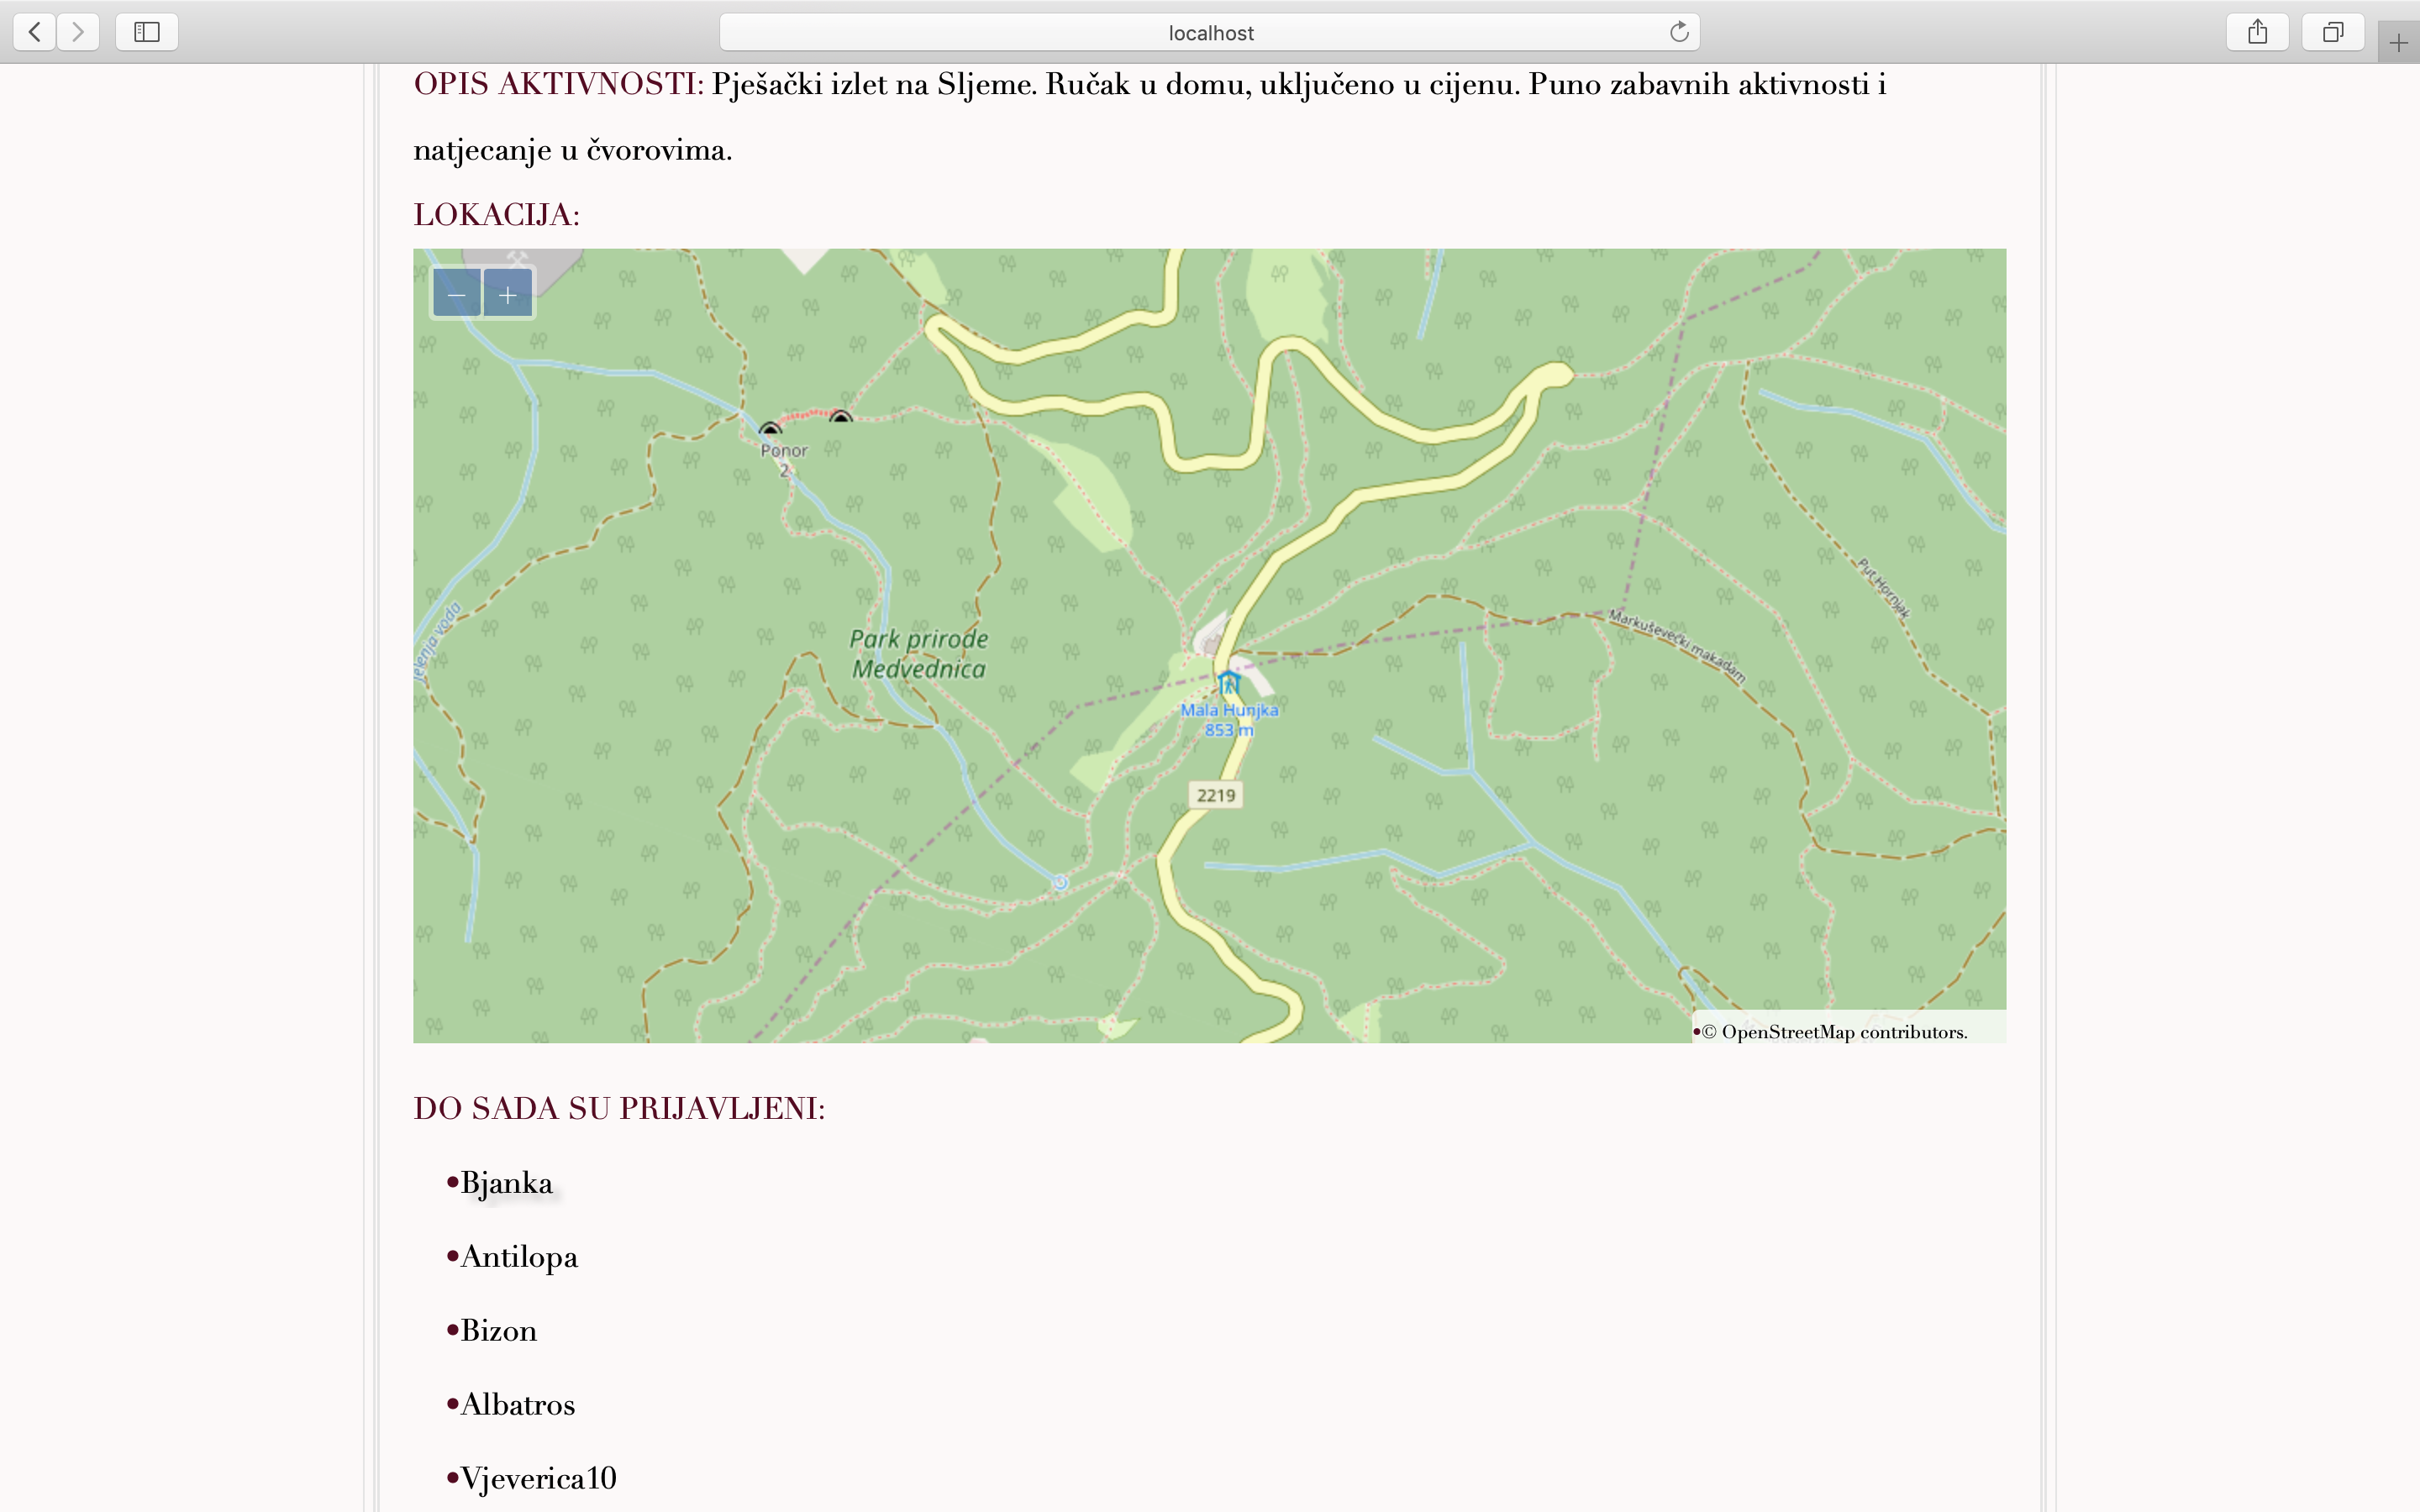 localhost
OPIS AKTIVNOSTI: Pješački izlet na Sljeme. Ručak u domu, uključeno u cijenu. Puno zabavnih aktivnosti i
natjecanje u čvorovima.
LOKACIJA:
− +
Ponor
2
Put Hornjak
Jelenja voda
Markuševečki makadam
Park prirode
Medvednica
Mala Hunjka
853 m
2219
•© OpenStreetMap contributors.
DO SADA SU PRIJAVLJENI:
•Bjanka
•Antilopa
•Bizon
•Albatros
•Vjeverica10